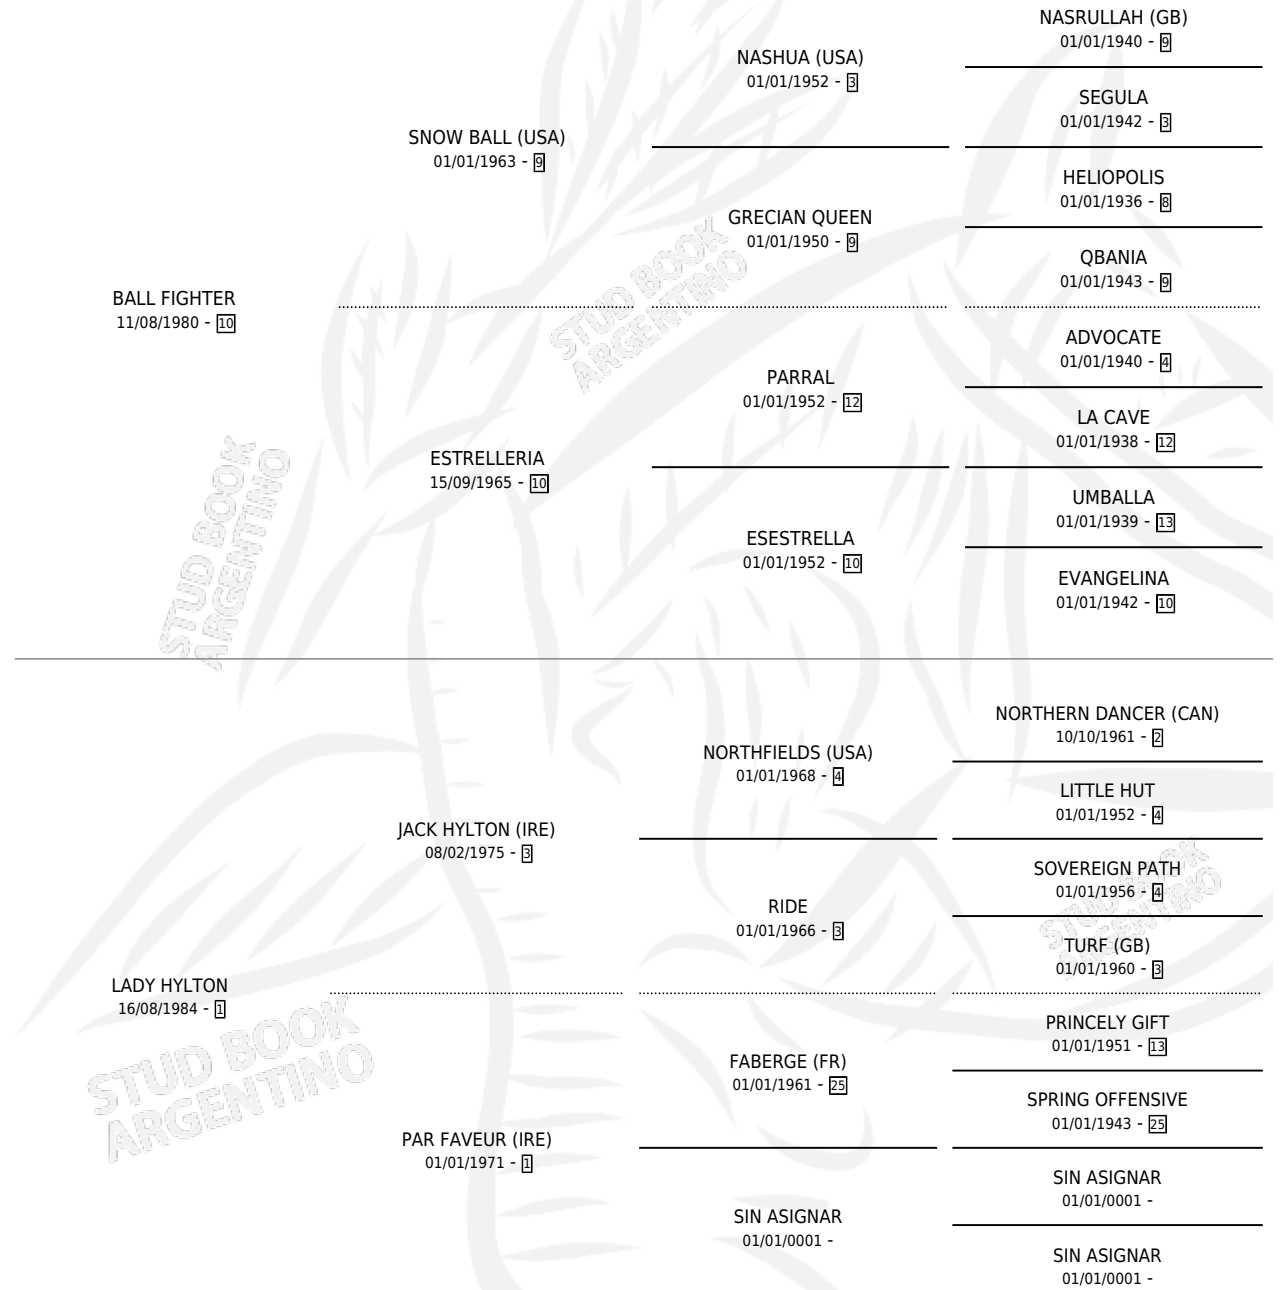 NASRULLAH (GB)
01/01/1940 - 9
NASHUA (USA)
01/01/1952 - 3
SEGULA
01/01/1942 - 3
SNOW BALL (USA)
01/01/1963 - 9
HELIOPOLIS
01/01/1936 - 8
GRECIAN QUEEN
01/01/1950 - 9
QBANIA
01/01/1943 - 9
BALL FIGHTER
11/08/1980 - 10
ADVOCATE
01/01/1940 - 4
PARRAL
01/01/1952 - 12
LA CAVE
01/01/1938 - 12
ESTRELLERIA
15/09/1965 - 10
UMBALLA
01/01/1939 - 13
ESESTRELLA
01/01/1952 - 10
EVANGELINA
01/01/1942 - 10
NORTHERN DANCER (CAN)
10/10/1961 - 2
NORTHFIELDS (USA)
01/01/1968 - 4
LITTLE HUT
01/01/1952 - 4
JACK HYLTON (IRE)
08/02/1975 - 3
SOVEREIGN PATH
01/01/1956 - 4
RIDE
01/01/1966 - 3
TURF (GB)
01/01/1960 - 3
LADY HYLTON
16/08/1984 - 1
PRINCELY GIFT
01/01/1951 - 13
FABERGE (FR)
01/01/1961 - 25
SPRING OFFENSIVE
01/01/1943 - 25
PAR FAVEUR (IRE)
01/01/1971 - 1
SIN ASIGNAR
01/01/0001 -
SIN ASIGNAR
01/01/0001 -
SIN ASIGNAR
01/01/0001 -
STUD BOOK
ARGENTINO
STUD BOOK
ARGENTINO
STUD BOOK
ARGENTINO
STUD BOOK
ARGENTINO